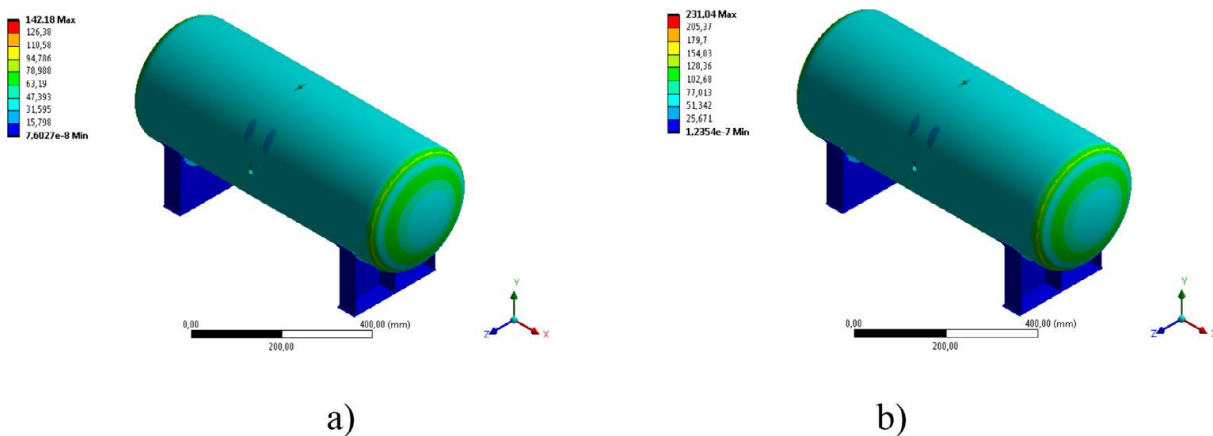 142.18 Max
126,38
110,58
94,786
78,988
63,19
47,393
31,595
15,798
7,6027e-8 Min
0,00
400,00 (mm)
200,00
Y
Z
X
a)
231,04 Max
205,37
179,7
154,03
128,36
102,68
77,013
51,342
25,671
1,2354e-7 Min
0,00
400,00 (mm)
200,00
Y
Z
X
b)